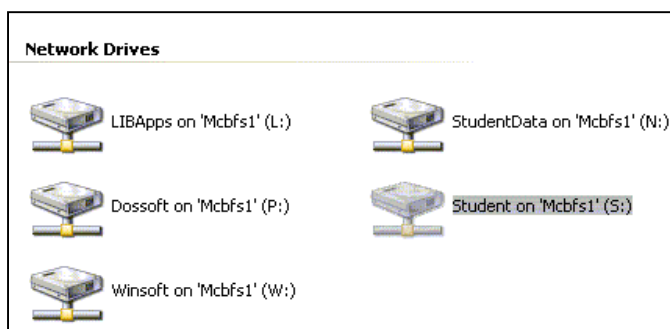 Network Drives
LIBApps on 'Mcbfs1' (L:)
StudentData on 'Mcbfs1' (N:)
Dossoft on 'Mcbfs1' (P:)
Student on 'Mcbfs1' (S:)
Winsoft on 'Mcbfs1' (W:)